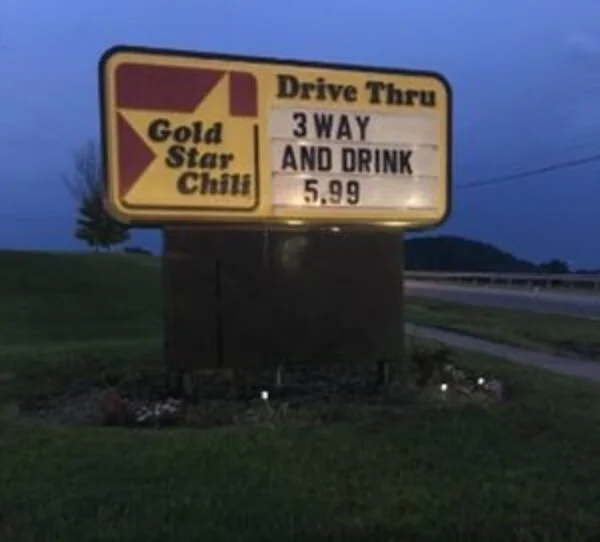 Gold
Star
Chili
Drive Thru
3 WAY
AND DRINK
5.99